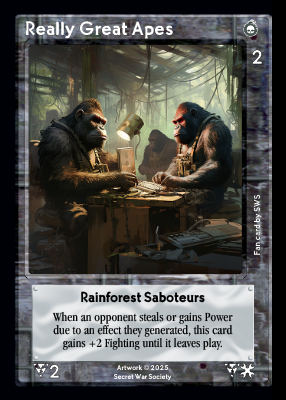 Really Great Apes
2
Fan card by SWS
Rainforest Saboteurs
When an opponent steals or gains Power
due to an effect they generated, this card
gains +2 Fighting until it leaves play.
2
Artwork © 2025
Secret War Society